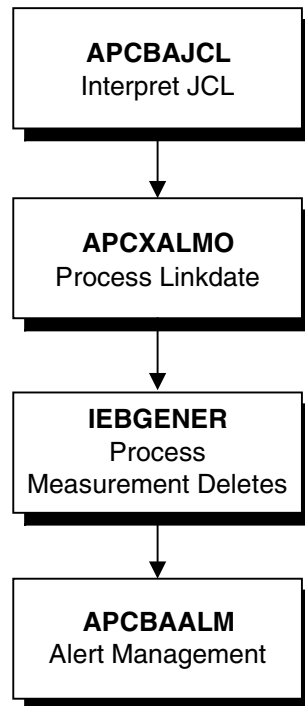 APCBAJCL
Interpret JCL
APCXALMO
Process Linkdate
IEBGENER
Process
Measurement Deletes
APCBAALM
Alert Management